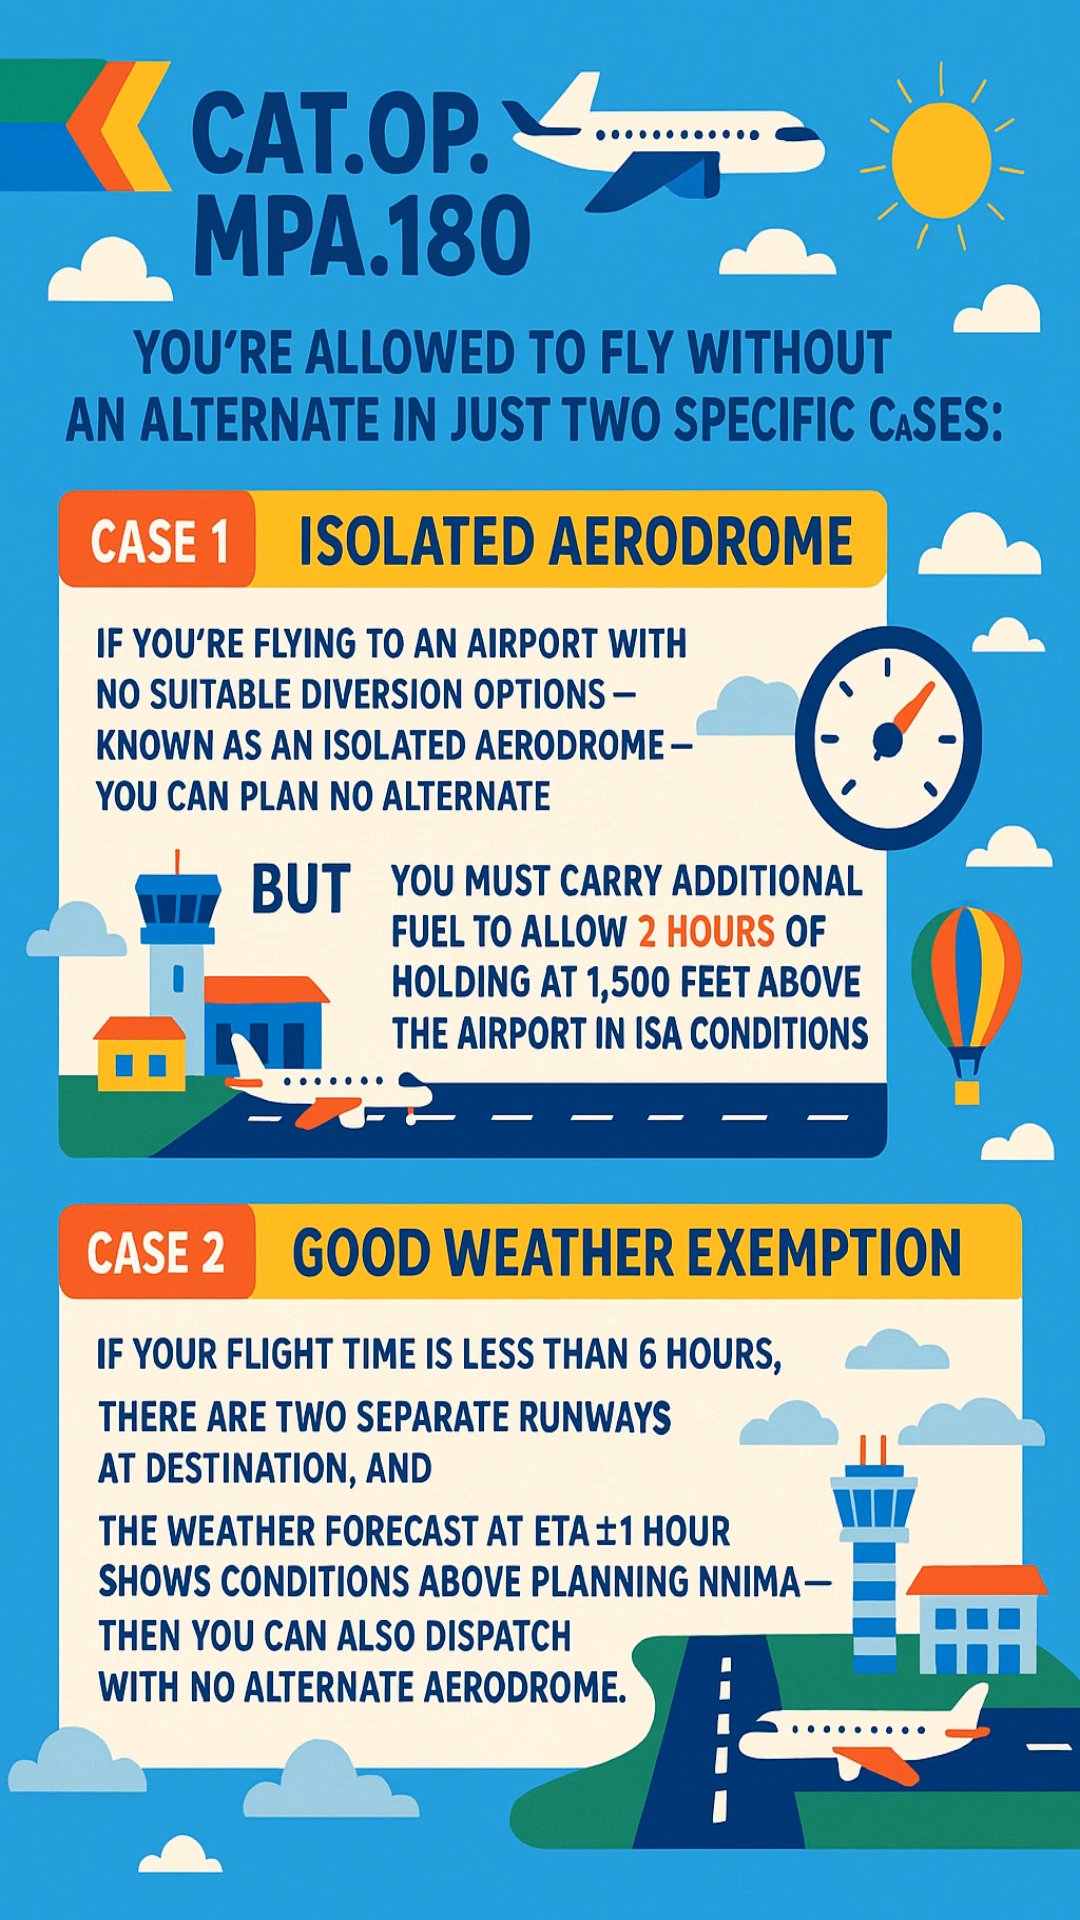 CAT.OP.
MPA.180
YOU'RE ALLOWED TO FLY WITHOUT
AN ALTERNATE IN JUST TWO SPECIFIC CASES:
CASE 1
ISOLATED AERODROME
IF YOU'RE FLYING TO AN AIRPORT WITH
NO SUITABLE DIVERSION OPTIONS –
KNOWN AS AN ISOLATED AERODROME –
YOU CAN PLAN NO ALTERNATE
BUT
YOU MUST CARRY ADDITIONAL
FUEL TO ALLOW 2 HOURS OF
HOLDING AT 1,500 FEET ABOVE
THE AIRPORT IN ISA CONDITIONS
CASE 2
GOOD WEATHER EXEMPTION
IF YOUR FLIGHT TIME IS LESS THAN 6 HOURS,
THERE ARE TWO SEPARATE RUNWAYS
AT DESTINATION, AND
THE WEATHER FORECAST AT ETA ±1 HOUR
SHOWS CONDITIONS ABOVE PLANNING NNIMA–
THEN YOU CAN ALSO DISPATCH
WITH NO ALTERNATE AERODROME.